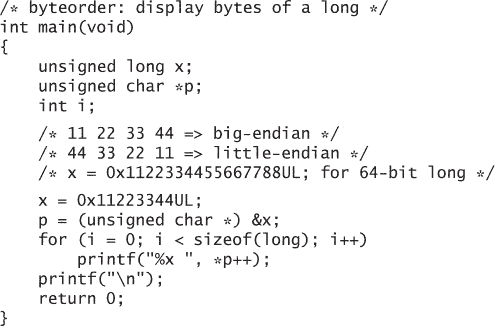 /* byteorder: display bytes of a long */
int main(void)
{
    unsigned long x;
    unsigned char *p;
    int i;
    /* 11 22 33 44 => big-endian */
    /* 44 33 22 11 => little-endian */
    /* x = 0x1122334455667788UL; for 64-bit long */
    x = 0x11223344UL;
    p = (unsigned char *) &x;
    for (i = 0; i < sizeof(long); i++)
        printf("%x ", *p++);
    printf("\n");
    return 0;
}